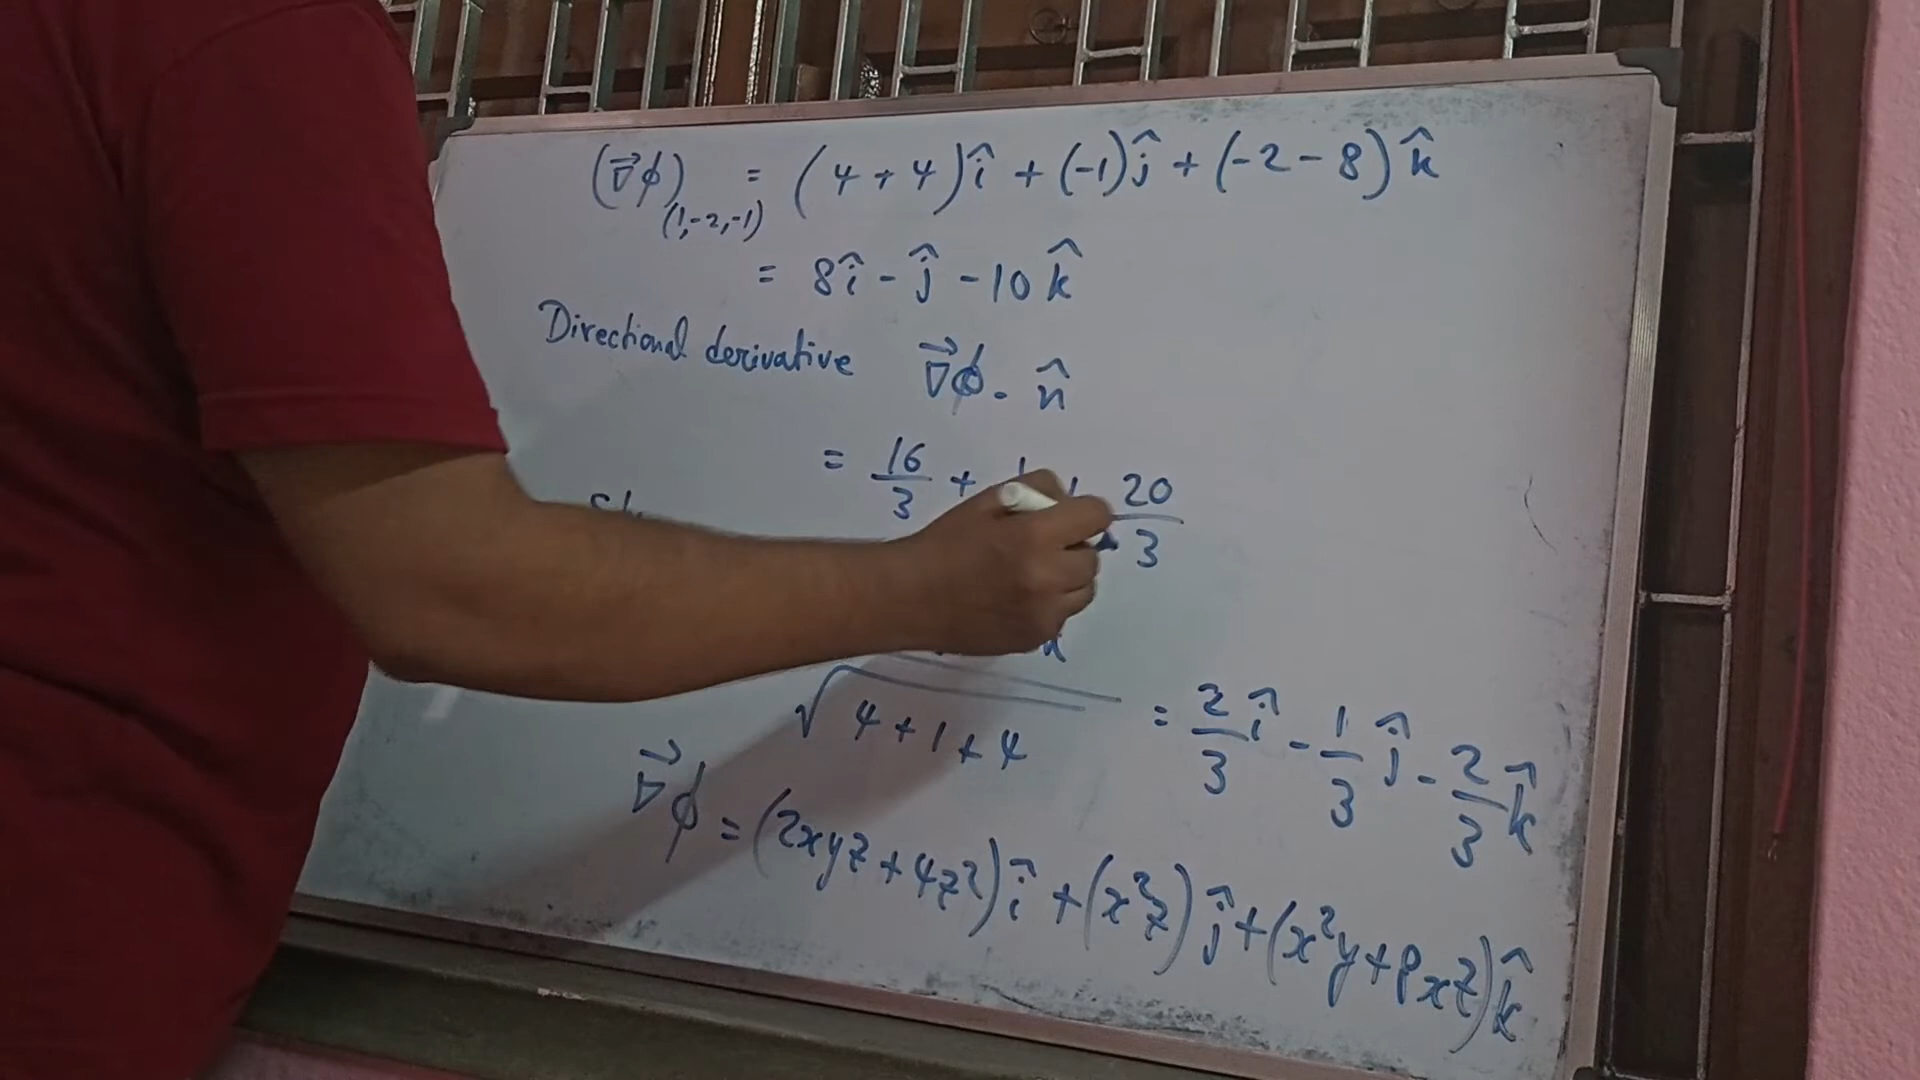 (∇⃗ϕ)(1,-2,-1) = (4+4)î + (-1)ĵ + (-2-8)k̂
= 8î - ĵ - 10k̂
Directional derivative ∇⃗ϕ . n̂
= 16/3 + 20/3
√4+1+4 = 2/3 î - 1/3 ĵ - 2/3 k̂
∇⃗ϕ = (2xyz + 4z²)î + (x²z)ĵ + (x²y + 8xz)k̂